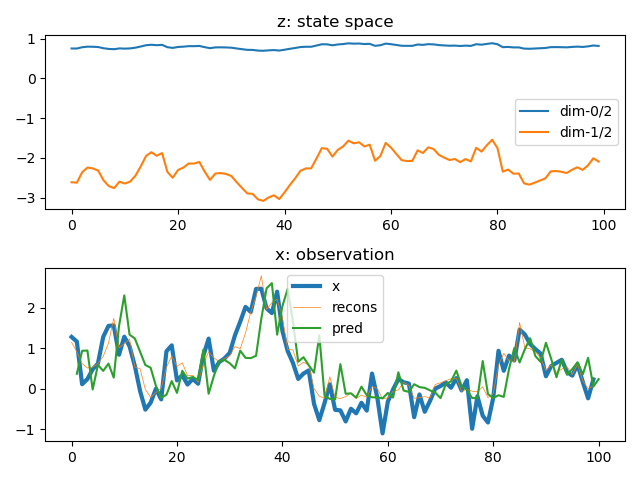 z: state space
1
0
−1
−2
−3
dim-0/2
dim-1/2
0 20 40 60 80 100
x: observation
2
1
0
−1
x
recons
pred
0 20 40 60 80 100